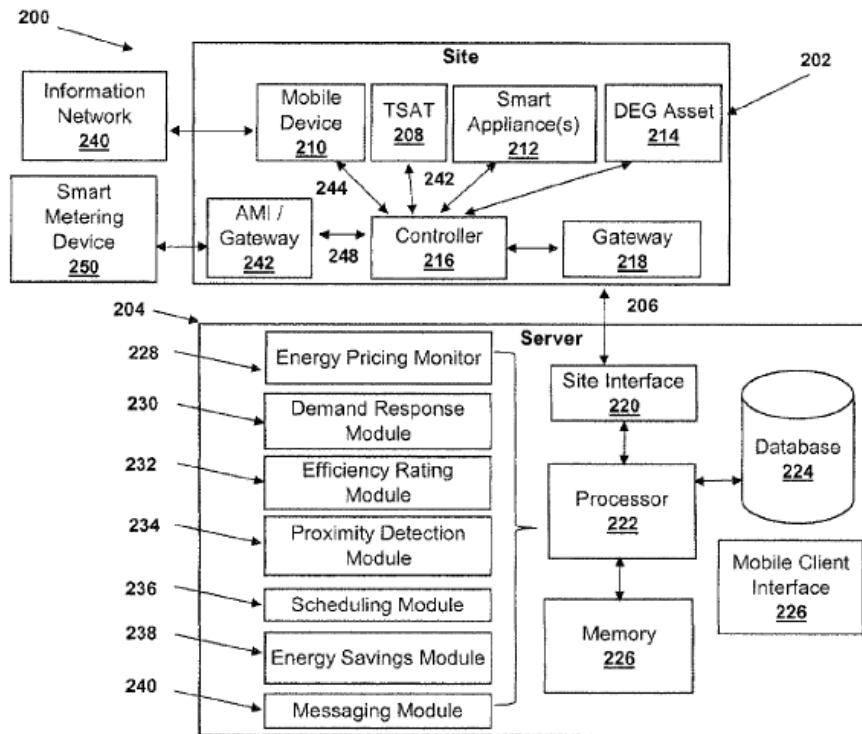 200
Site
202
Information
Network
240
Mobile
Device
210
TSAT
208
Smart
Appliance(s)
212
DEG Asset
214
244
242
Smart
Metering
Device
250
AMI /
Gateway
242
248
Controller
216
Gateway
218
206
204
Server
228
Energy Pricing Monitor
230
Demand Response
Module
232
Efficiency Rating
Module
234
Proximity Detection
Module
236
Scheduling Module
238
Energy Savings Module
240
Messaging Module
Site Interface
220
Processor
222
Memory
226
Database
224
Mobile Client
Interface
226